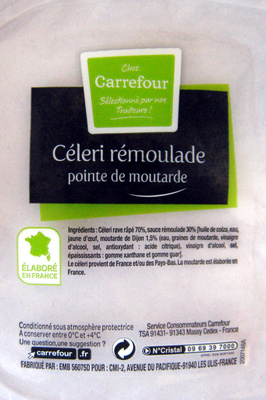 Chez
Carrefour
Sélectionné par nos
Traiteurs !
Céleri rémoulade
pointe de moutarde
Ingrédients : Céleri rave râpé 70%, sauce rémoulade 30% (huile de colza, eau,
jaune d'œuf, moutarde de Dijon 1,5% (eau, graines de moutarde, vinaigre
d'alcool, sel, antioxydant : acide citrique), vinaigre d'alcool, sel,
épaississants : gomme xanthane et gomme guar).
Le céleri provient de France et/ou des Pays-Bas. La moutarde est élaborée en
France.
ÉLABORÉ
EN FRANCE
Conditionné sous atmosphère protectrice
A conserver entre 0°C et +4°C
Une question, une suggestion ?
carrefour .fr
Service Consommateurs Carrefour
TSA 91431- 91343 Massy Cedex - France
N°Cristal 09 69 39 7000
APPEL NON SURTAXE
FABRIQUÉ PAR : EMB 56075D POUR : CMI-2, AVENUE DU PACIFIQUE-91940 LES ULIS-FRANCE